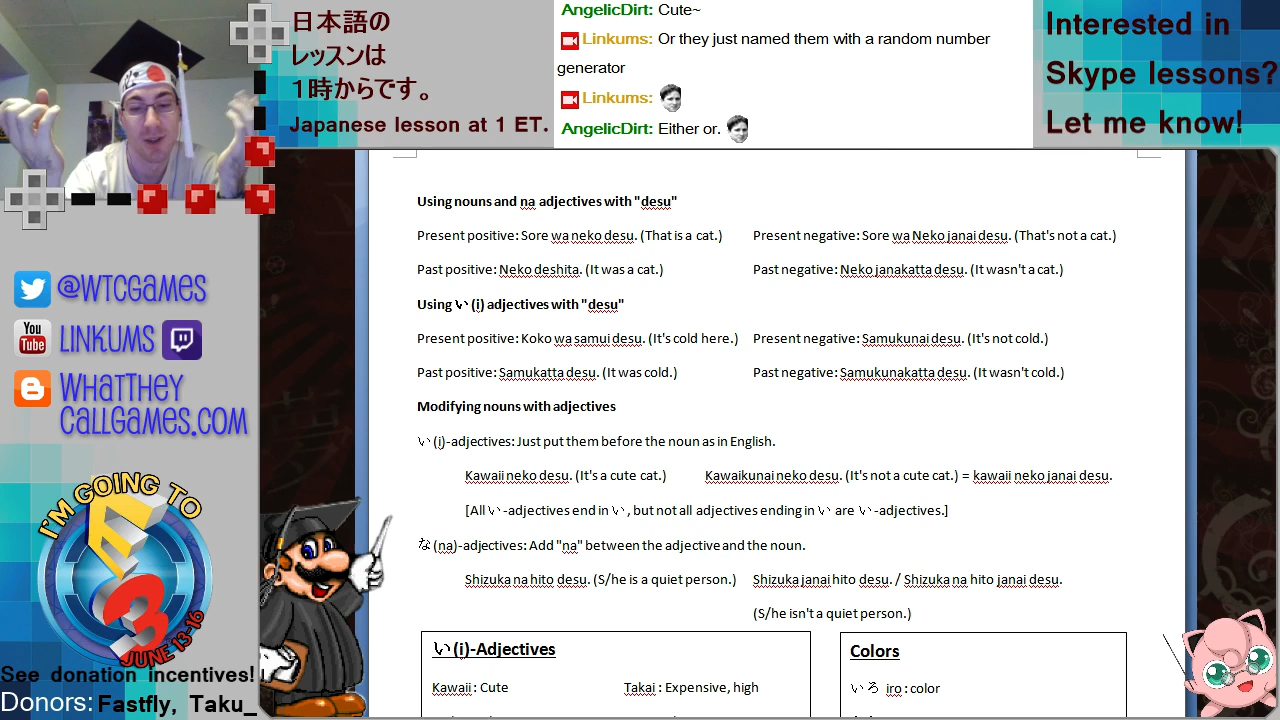 日本語の
レッスンは
１時からです。
Japanese lesson at 1 ET.
AngelicDirt: Cute~
Linkums: Or they just named them with a random number
generator
Linkums:
AngelicDirt: Either or.
Interested in
Skype lessons?
Let me know!
@WTCGames
You
Tube
Linkums
WhatThey
CallGames.com
I'M GOING TO
E3
JUNE 13-16
See donation incentives!
Donors: Fastfly, Taku_
Using nouns and na adjectives with "desu"
Present positive: Sore wa neko desu. (That is a cat.) Present negative: Sore wa Neko janai desu. (That's not a cat.)
Past positive: Neko deshita. (It was a cat.) Past negative: Neko janakatta desu. (It wasn't a cat.)
Using い (i) adjectives with "desu"
Present positive: Koko wa samui desu. (It's cold here.) Present negative: Samukunai desu. (It's not cold.)
Past positive: Samukatta desu. (It was cold.) Past negative: Samukunakatta desu. (It wasn't cold.)
Modifying nouns with adjectives
い (i)-adjectives: Just put them before the noun as in English.
Kawaii neko desu. (It's a cute cat.) Kawaikunai neko desu. (It's not a cute cat.) = kawaii neko janai desu.
[All い-adjectives end in い, but not all adjectives ending in い are い-adjectives.]
な (na)-adjectives: Add "na" between the adjective and the noun.
Shizuka na hito desu. (S/he is a quiet person.) Shizuka janai hito desu. / Shizuka na hito janai desu.
(S/he isn't a quiet person.)
い (i)-Adjectives
Kawaii : Cute Takai : Expensive, high
Colors
いろ iro : color